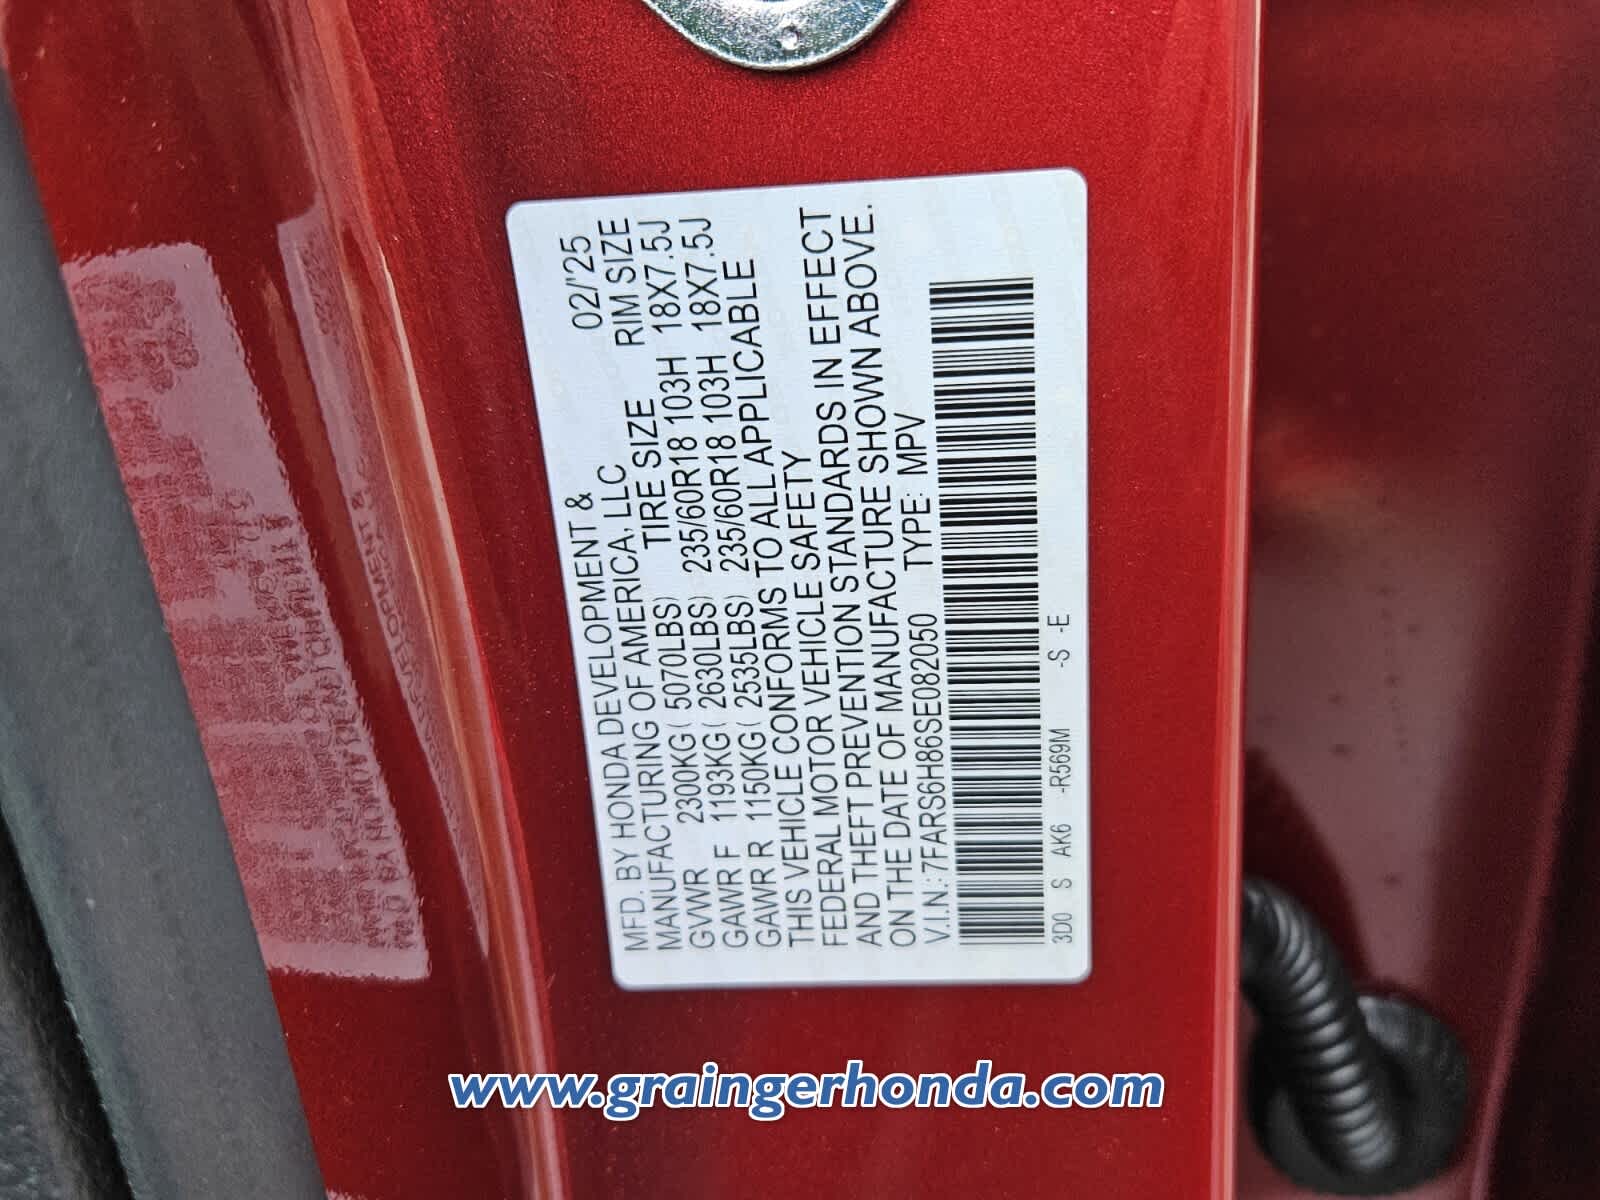 MFD. BY HONDA DEVELOPMENT & 02/'25
MANUFACTURING OF AMERICA, LLC
TIRE SIZE RIM SIZE
GVWR 2300KG( 5070LBS) 235/60R18 103H 18X7.5J
GAWR F 1193KG( 2630LBS) 235/60R18 103H 18X7.5J
GAWR R 1150KG( 2535LBS)
THIS VEHICLE CONFORMS TO ALL APPLICABLE
FEDERAL MOTOR VEHICLE SAFETY
AND THEFT PREVENTION STANDARDS IN EFFECT
ON THE DATE OF MANUFACTURE SHOWN ABOVE.
V.I.N.:7FARS6H86SE082050 TYPE: MPV
3D0 S AK6 -R569M -S -E
www.graingerhonda.com